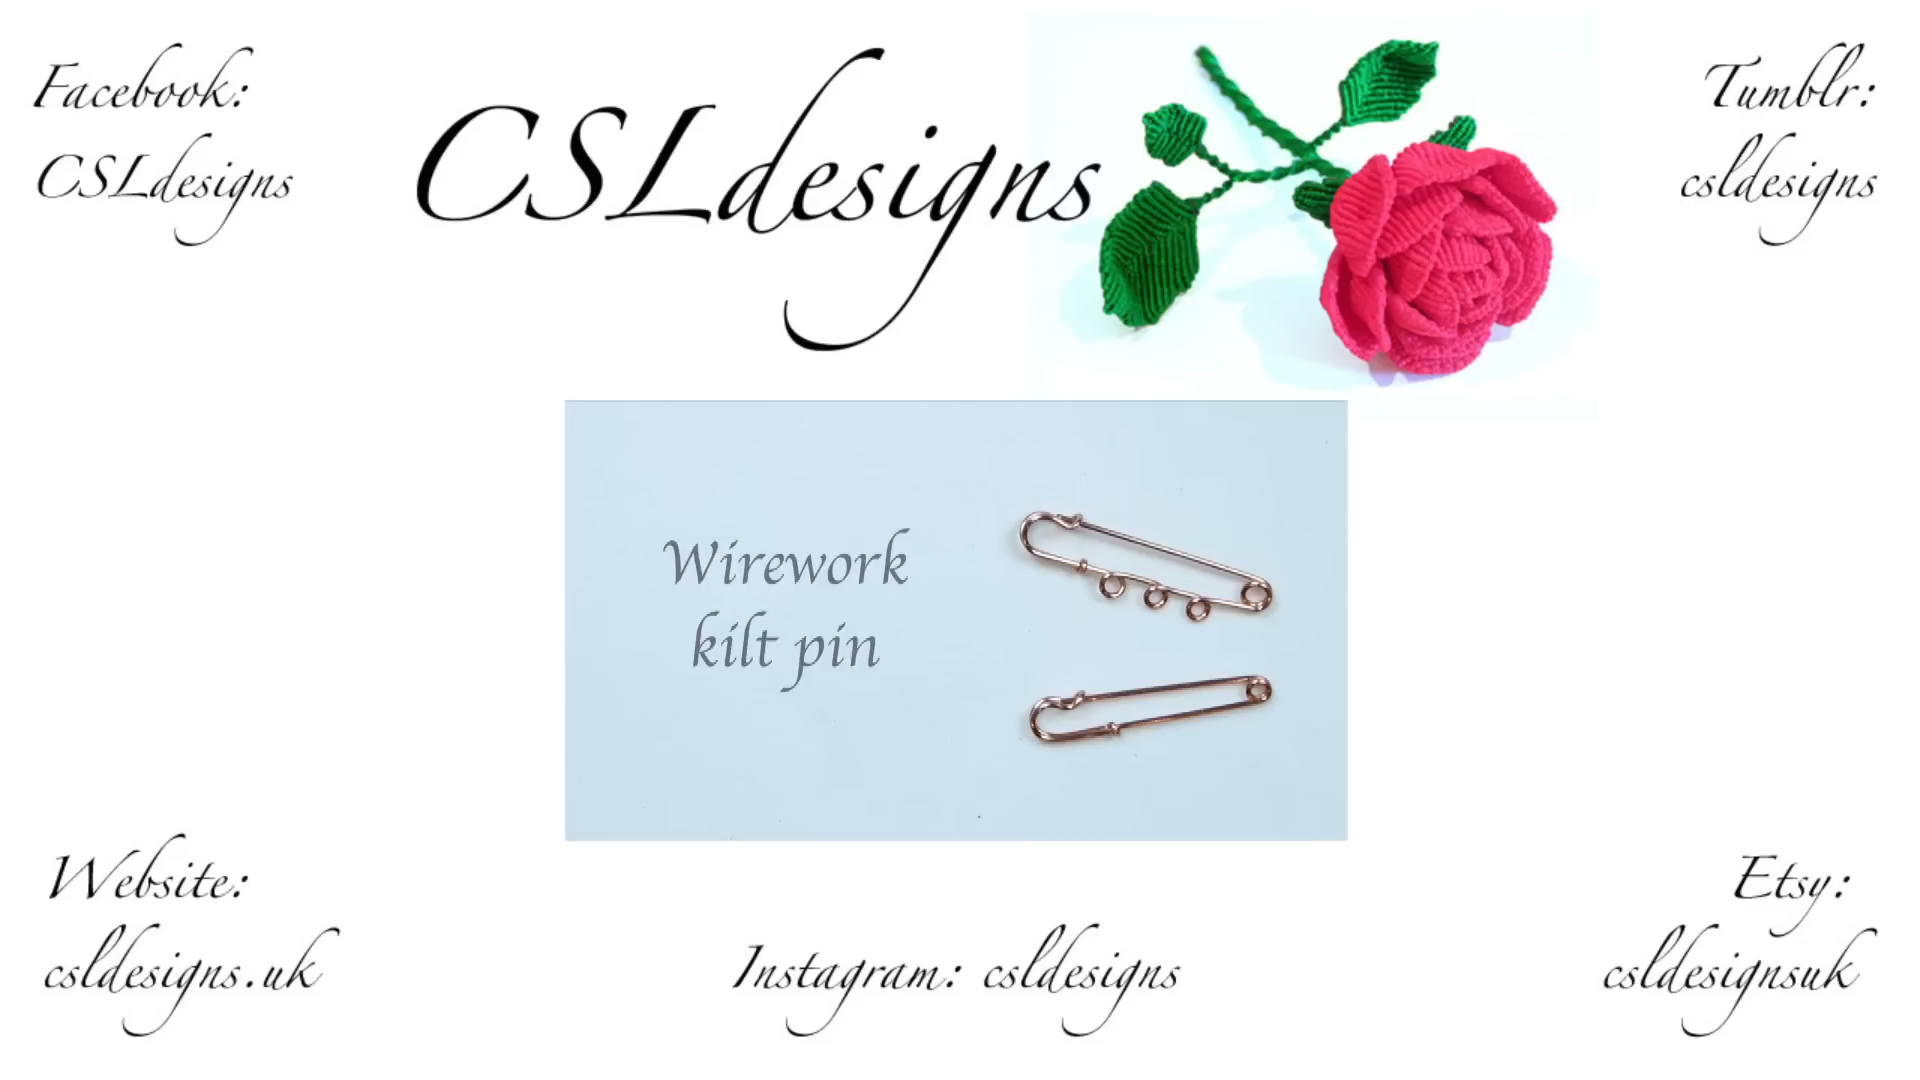 Facebook:
CSLdesigns
CSLdesigns
Tumblr:
csldesigns
Wirework
kilt pin
Website:
csldesigns.uk
Instagram: csldesigns
Etsy:
csldesignsuk